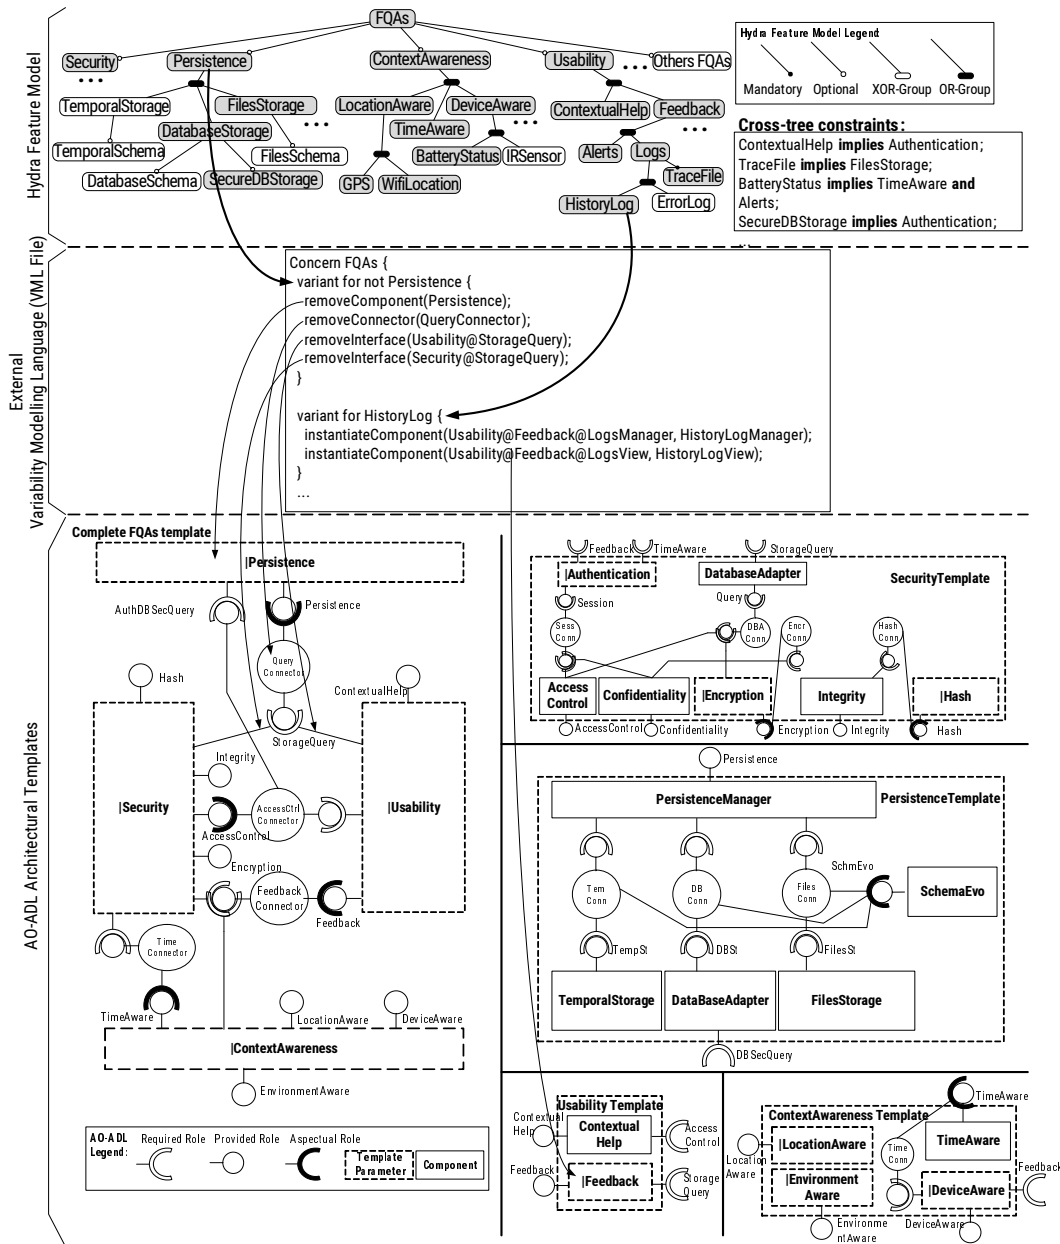 Hydra Feature Model
FQAs
Security
Persistence
ContextAwareness
Usability
Others FQAs
TemporalStorage
FilesStorage
LocationAware
DeviceAware
ContextualHelp
Feedback
TemporalSchema
DatabaseStorage
FilesSchema
TimeAware
BatteryStatus
IRSensor
Alerts
Logs
DatabaseSchema
SecureDBStorage
GPS
WifiLocation
TraceFile
HistoryLog
ErrorLog
Hydra Feature Model Legend:
Mandatory
Optional
XOR-Group
OR-Group
Cross-tree constraints:
ContextualHelp implies Authentication;
TraceFile implies FilesStorage;
BatteryStatus implies TimeAware and
Alerts;
SecureDBStorage implies Authentication;
...
External
Variability Modelling Language (VML File)
Concern FQAs {
variant for not Persistence {
removeComponent(Persistence);
removeConnector(QueryConnector);
removeInterface(Usability@StorageQuery);
removeInterface(Security@StorageQuery);
}
variant for HistoryLog {
instantiateComponent(Usability@Feedback@LogsManager, HistoryLogManager);
instantiateComponent(Usability@Feedback@LogsView, HistoryLogView);
}
...
AO-ADL Architectural Templates
Complete FQAs template
|Persistence
AuthDBSecQuery
Persistence
Query
Connector
Hash
ContextualHelp
StorageQuery
Integrity
|Security
AccessCtrl
Connector
|Usability
AccessControl
Encryption
Feedback
Connector
Feedback
Time
Connector
TimeAware
LocationAware
DeviceAware
|ContextAwareness
EnvironmentAware
AO-ADL
Legend:
Required Role
Provided Role
Aspectual Role
Template
Parameter
Component
Feedback
TimeAware
StorageQuery
|Authentication
DatabaseAdapter
SecurityTemplate
Session
Query
Sess
Conn
DBA
Conn
Encr
Conn
Hash
Conn
Access
Control
Confidentiality
|Encryption
Integrity
|Hash
AccessControl
Confidentiality
Encryption
Integrity
Hash
Persistence
PersistenceManager
PersistenceTemplate
SchmEvo
Tem
Conn
DB
Conn
Files
Conn
SchemaEvo
TempSt
DBSt
FilesSt
TemporalStorage
DataBaseAdapter
FilesStorage
DBSecQuery
Usability Template
Contextual
Help
Contextual
Help
Access
Control
Feedback
|Feedback
Storage
Query
TimeAware
ContextAwareness Template
|LocationAware
Time
Conn
TimeAware
Location
Aware
|Environment
Aware
|DeviceAware
Feedback
Environme
ntAware
DeviceAware